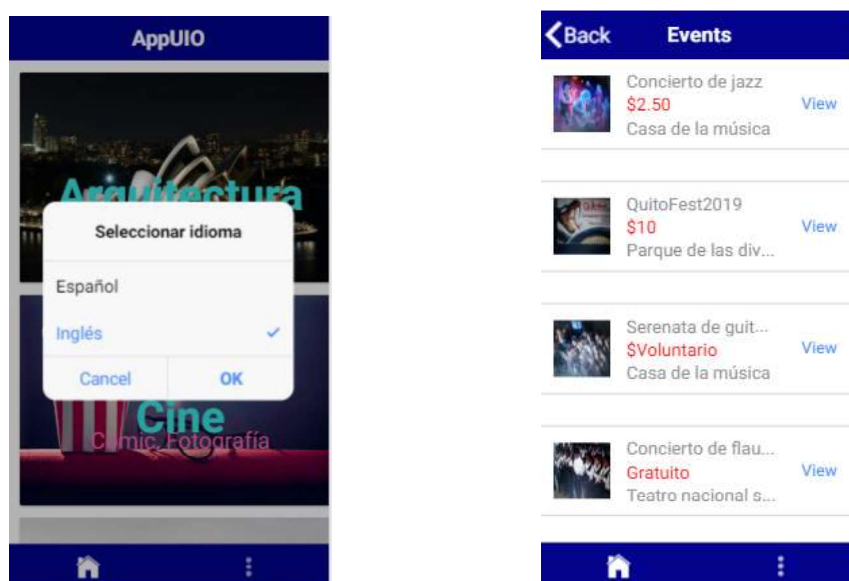 AppUIO
Arquitectura
Seleccionar idioma
Español
Inglés
Cancel OK
Cine
Comic, Fotografía
Back Events
Concierto de jazz
$2.50
View
Casa de la música
QuitoFest2019
$10
View
Parque de las div...
Serenata de guit...
$Voluntario
View
Casa de la música
Concierto de flau...
Gratuito
View
Teatro nacional s...